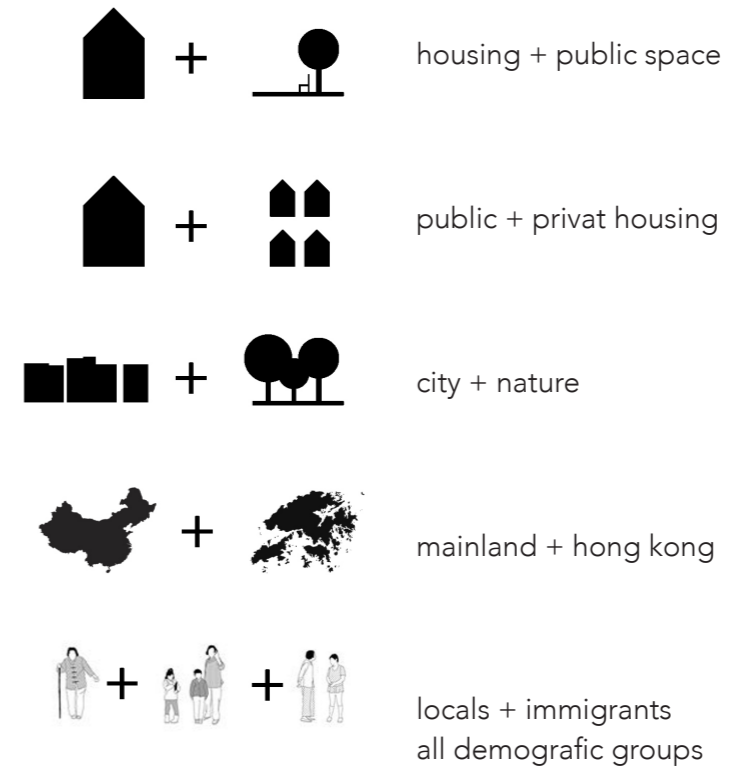 housing + public space
public + privat housing
city + nature
mainland + hong kong
locals + immigrants
all demografic groups